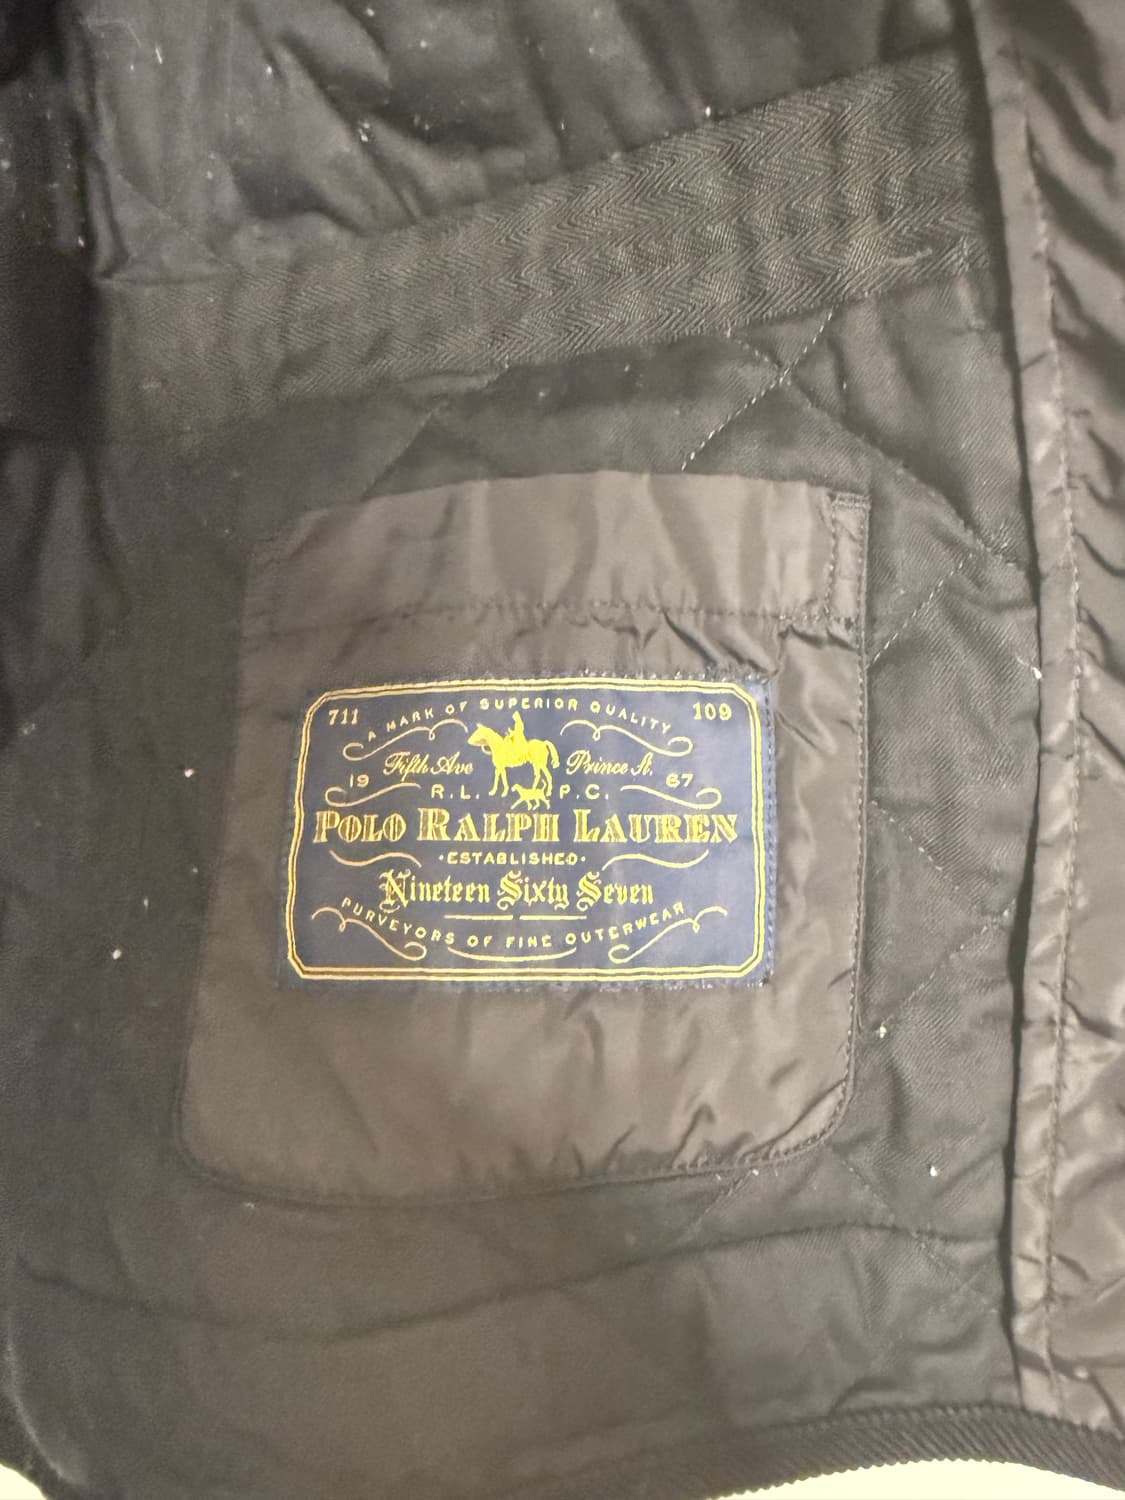 711 109
A MARK OF SUPERIOR QUALITY
Fifth Ave Prince St.
19 67
R.L. P.C.
POLO RALPH LAUREN
·ESTABLISHED·
Nineteen Sixty Seven
PURVEYORS OF FINE OUTERWEAR